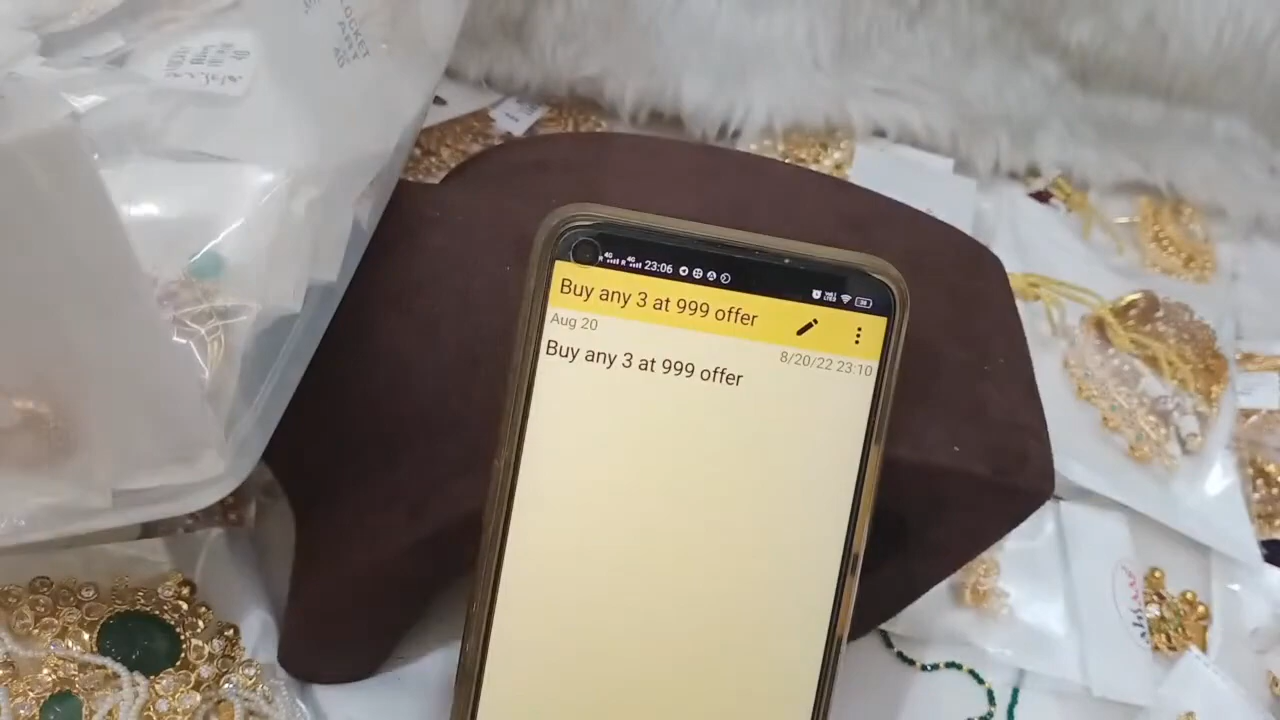 LOCKET
23:06
Buy any 3 at 999 offer
Aug 20
8/20/22 23:10
Buy any 3 at 999 offer